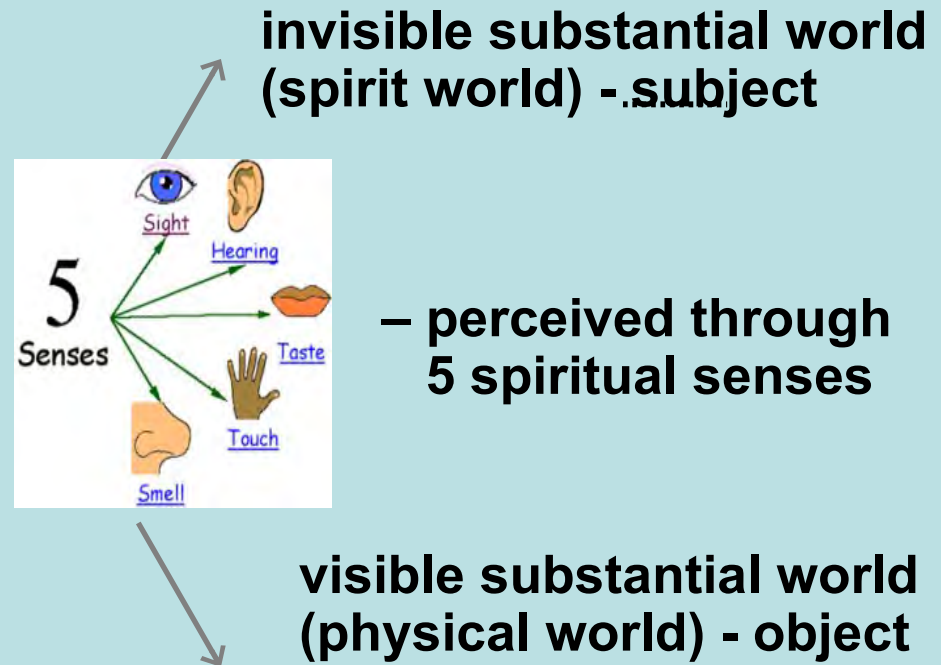 invisible substantial world
(spirit world) - subject
Sight
Hearing
5
Senses
Taste
Touch
Smell
– perceived through
5 spiritual senses
visible substantial world
(physical world) - object